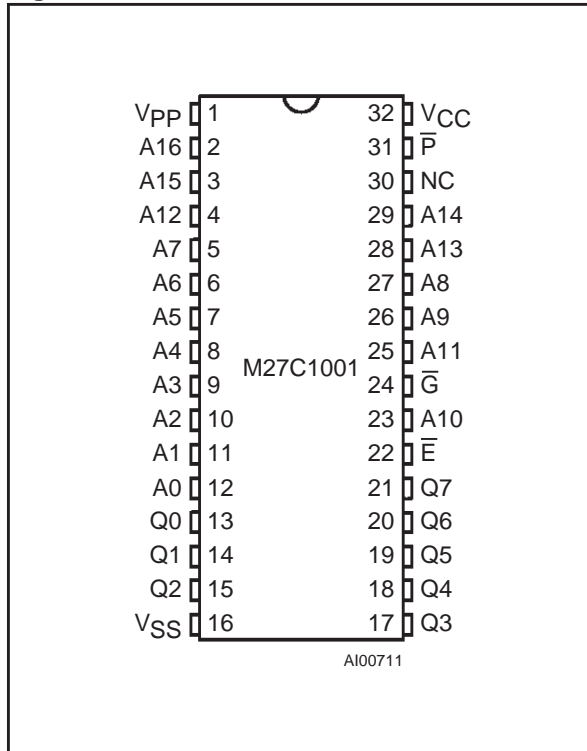 VPP 1 32 VCC
A16 2 31 P̅
A15 3 30 NC
A12 4 29 A14
A7 5 28 A13
A6 6 27 A8
A5 7 26 A9
A4 8 25 A11
M27C1001
A3 9 24 G̅
A2 10 23 A10
A1 11 22 E̅
A0 12 21 Q7
Q0 13 20 Q6
Q1 14 19 Q5
Q2 15 18 Q4
VSS 16 17 Q3
AI00711